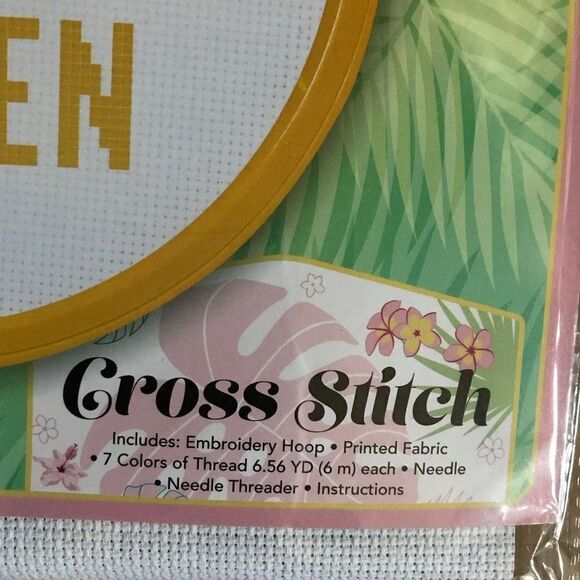 EN
Cross Stitch
Includes: Embroidery Hoop • Printed Fabric
• 7 Colors of Thread 6.56 YD (6 m) each • Needle
• Needle Threader • Instructions